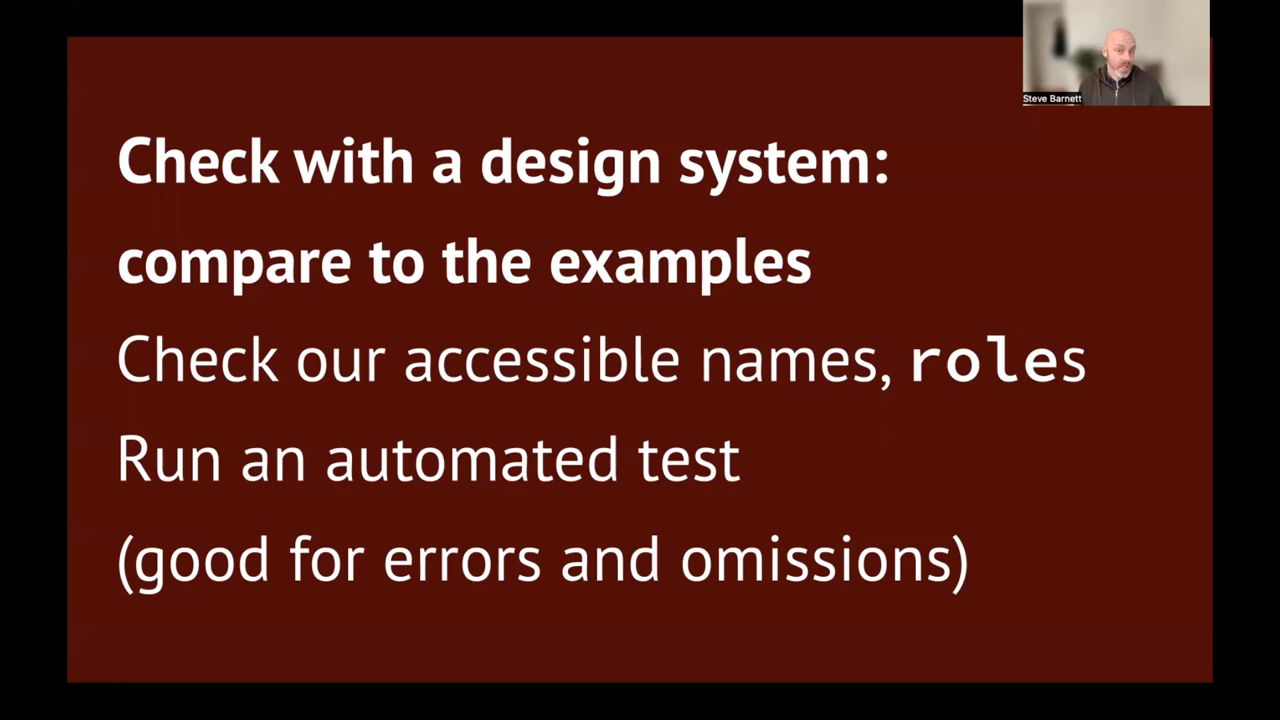 Steve Barnett
Check with a design system:
compare to the examples
Check our accessible names, roles
Run an automated test
(good for errors and omissions)